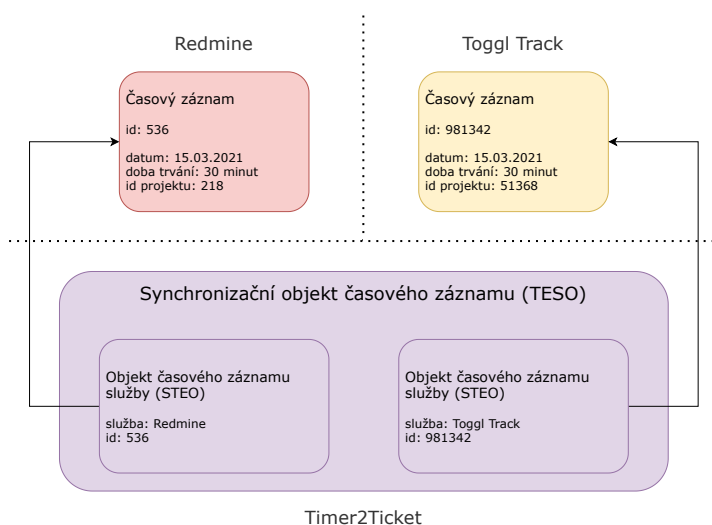 Redmine
Toggl Track
Časový záznam
id: 536
datum: 15.03.2021
doba trvání: 30 minut
id projektu: 218
Časový záznam
id: 981342
datum: 15.03.2021
doba trvání: 30 minut
id projektu: 51368
Synchronizační objekt časového záznamu (TESO)
Objekt časového záznamu
služby (STEO)
služba: Redmine
id: 536
Objekt časového záznamu
služby (STEO)
služba: Toggl Track
id: 981342
Timer2Ticket